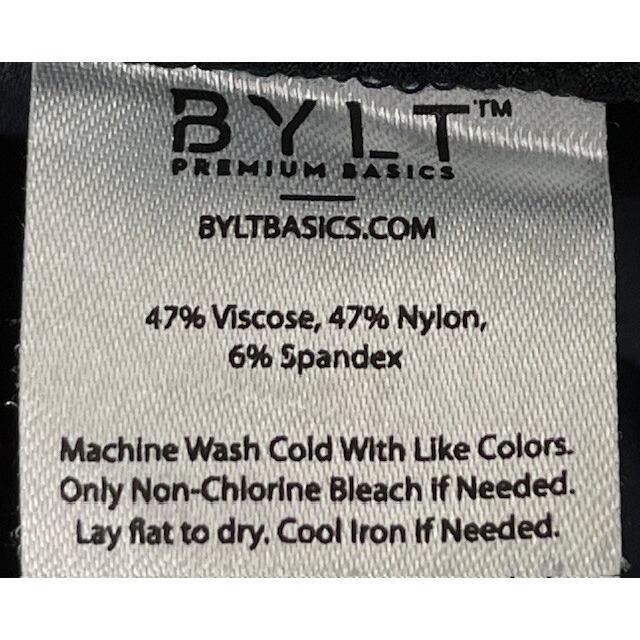 BYLT™
PREMIUM BASICS
BYLTBASICS.COM
47% Viscose, 47% Nylon,
6% Spandex
Machine Wash Cold With Like Colors.
Only Non-Chlorine Bleach if Needed.
Lay flat to dry. Cool Iron If Needed.